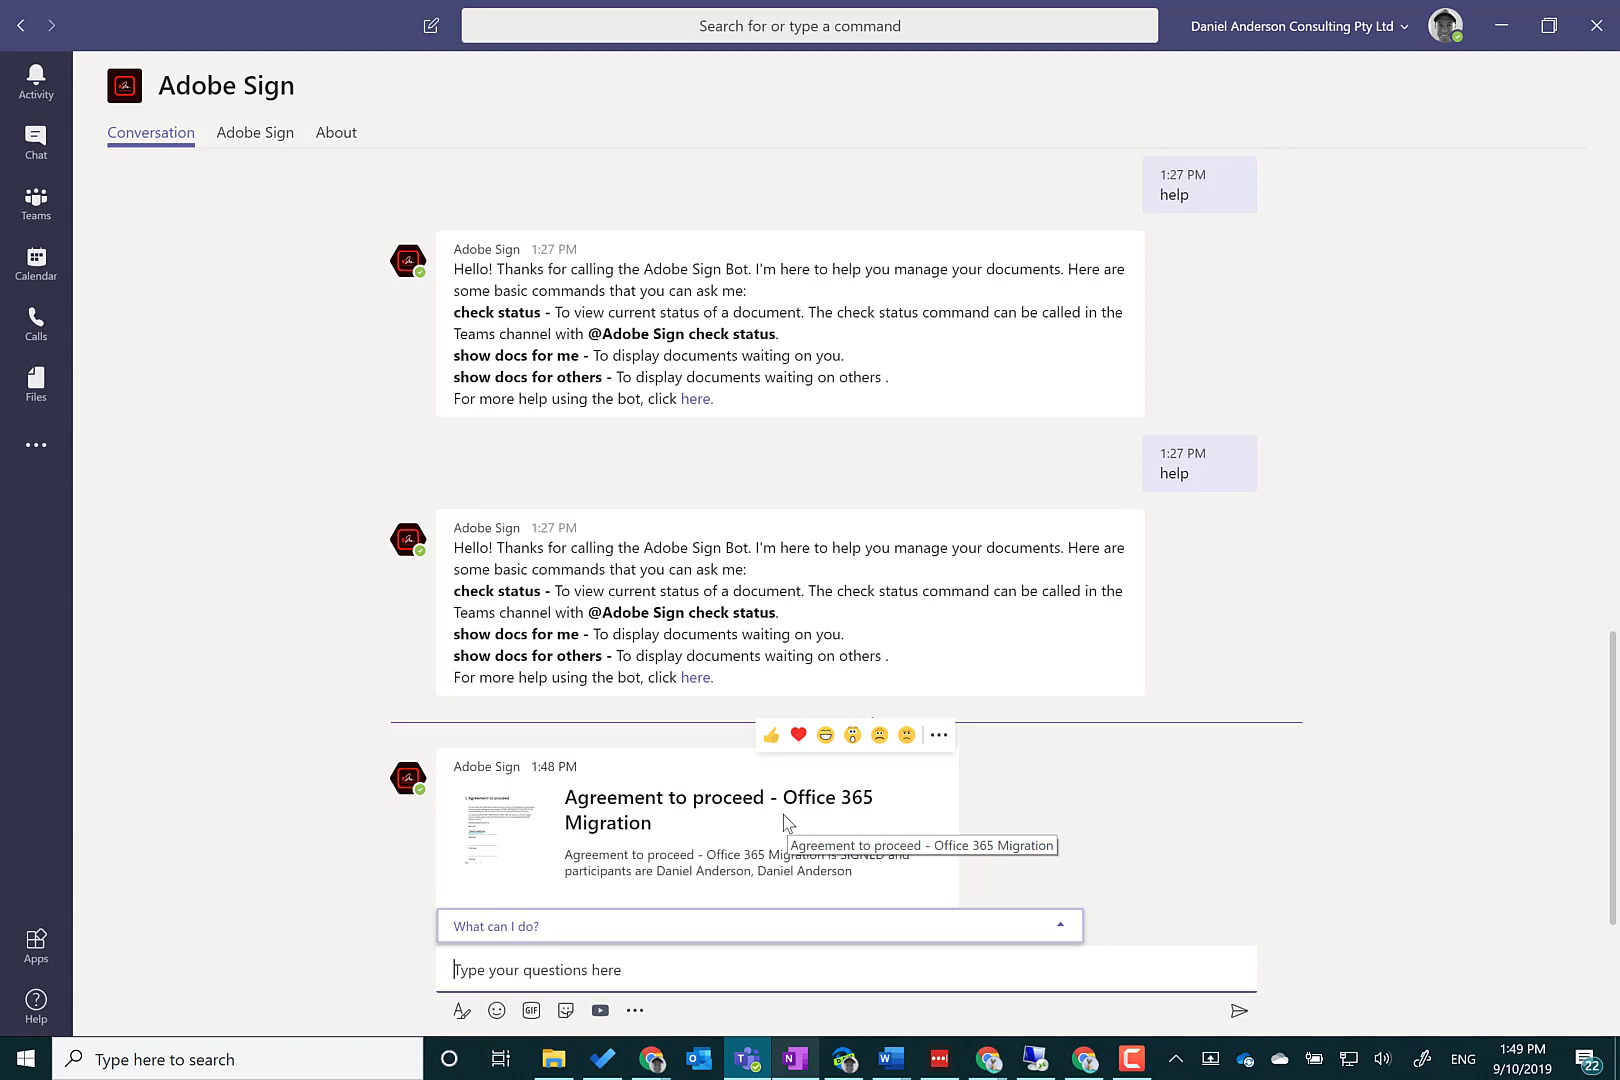 Search for or type a command
Daniel Anderson Consulting Pty Ltd
Activity
Chat
Teams
Calendar
Calls
Files
Apps
Help
Adobe Sign
Conversation
Adobe Sign
About
1:27 PM
help
Adobe Sign 1:27 PM
Hello! Thanks for calling the Adobe Sign Bot. I'm here to help you manage your documents. Here are
some basic commands that you can ask me:
check status - To view current status of a document. The check status command can be called in the
Teams channel with @Adobe Sign check status.
show docs for me - To display documents waiting on you.
show docs for others - To display documents waiting on others .
For more help using the bot, click here.
1:27 PM
help
Adobe Sign 1:27 PM
Hello! Thanks for calling the Adobe Sign Bot. I'm here to help you manage your documents. Here are
some basic commands that you can ask me:
check status - To view current status of a document. The check status command can be called in the
Teams channel with @Adobe Sign check status.
show docs for me - To display documents waiting on you.
show docs for others - To display documents waiting on others .
For more help using the bot, click here.
Adobe Sign 1:48 PM
Agreement to proceed
Agreement to proceed - Office 365
Migration
Agreement to proceed - Office 365 Migration
Agreement to proceed - Office 365 Migration is SIGNED and
participants are Daniel Anderson, Daniel Anderson
What can I do?
Type your questions here
GIF
Type here to search
ENG
1:49 PM
9/10/2019
22